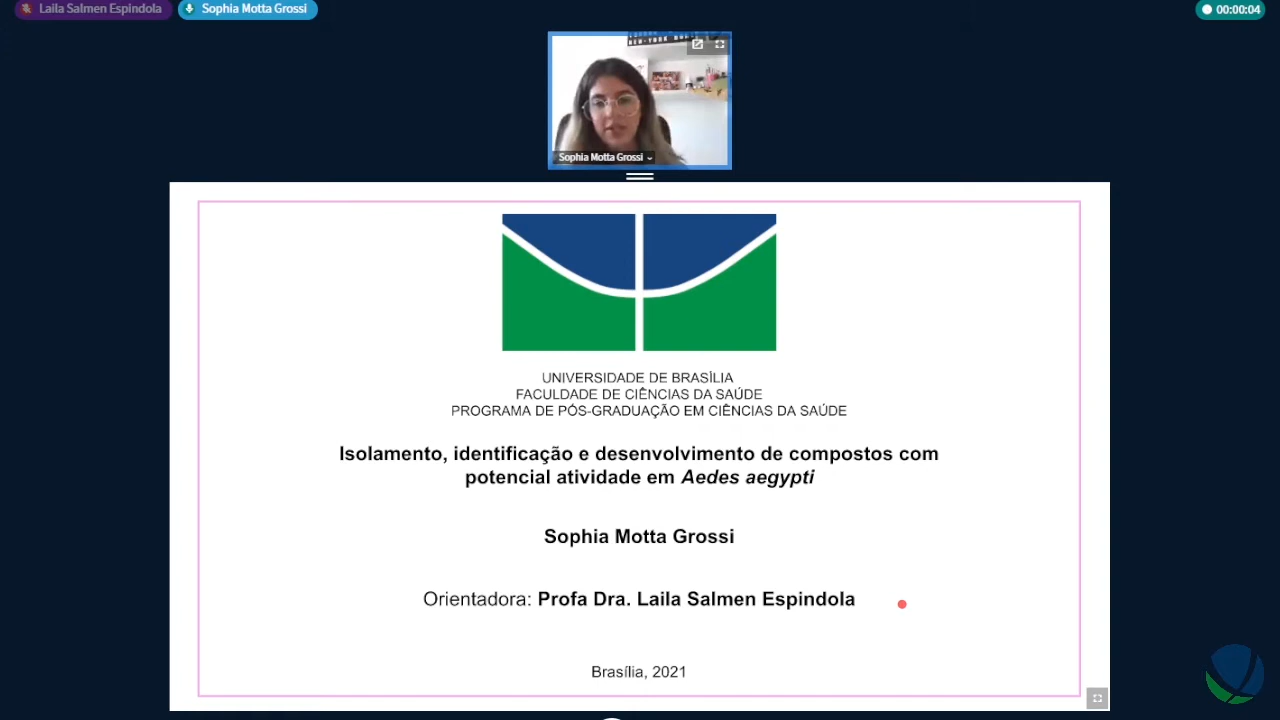 Laila Salmen Espindola
Sophia Motta Grossi
00:00:04
Sophia Motta Grossi
UNIVERSIDADE DE BRASÍLIA
FACULDADE DE CIÊNCIAS DA SAÚDE
PROGRAMA DE PÓS-GRADUAÇÃO EM CIÊNCIAS DA SAÚDE
Isolamento, identificação e desenvolvimento de compostos com
potencial atividade em Aedes aegypti
Sophia Motta Grossi
Orientadora: Profa Dra. Laila Salmen Espindola
Brasília, 2021